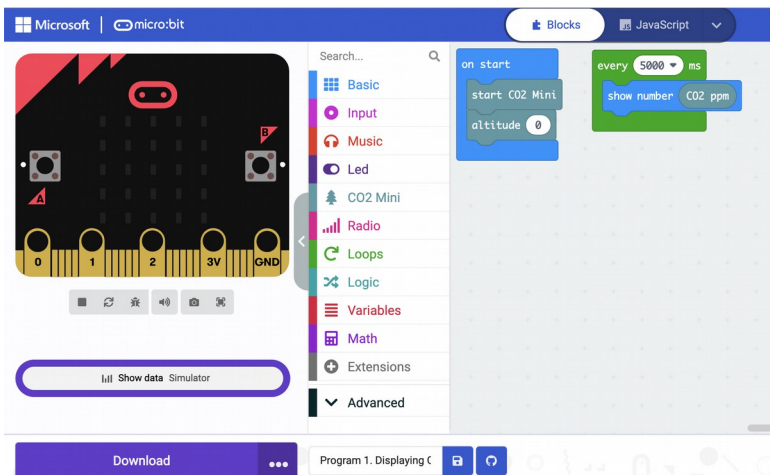 Microsoft micro:bit Blocks JS JavaScript
Search...
Basic
Input
Music
Led
CO2 Mini
Radio
Loops
Logic
Variables
Math
Extensions
Advanced
on start
start CO2 Mini
altitude 0
every 5000 ms
show number CO2 ppm
A
B
0 1 2 3V GND
Show data Simulator
Download ••• Program 1. Displaying C